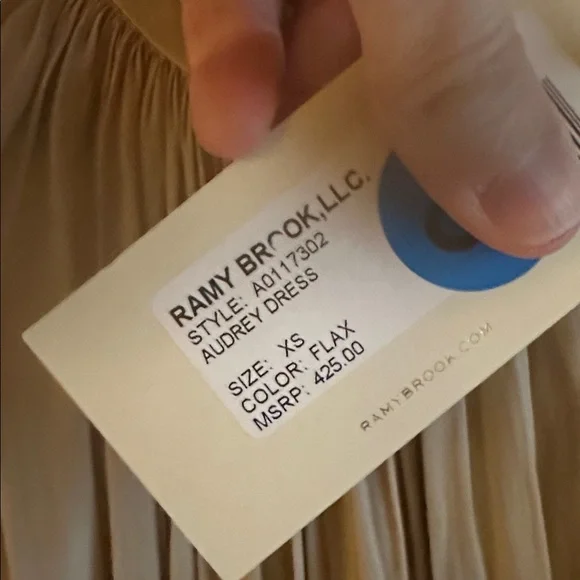 RAMY BROOK,LLC.
STYLE: A0117302
AUDREY DRESS
SIZE: XS
COLOR: FLAX
MSRP: 425.00
RAMYBROOK.COM